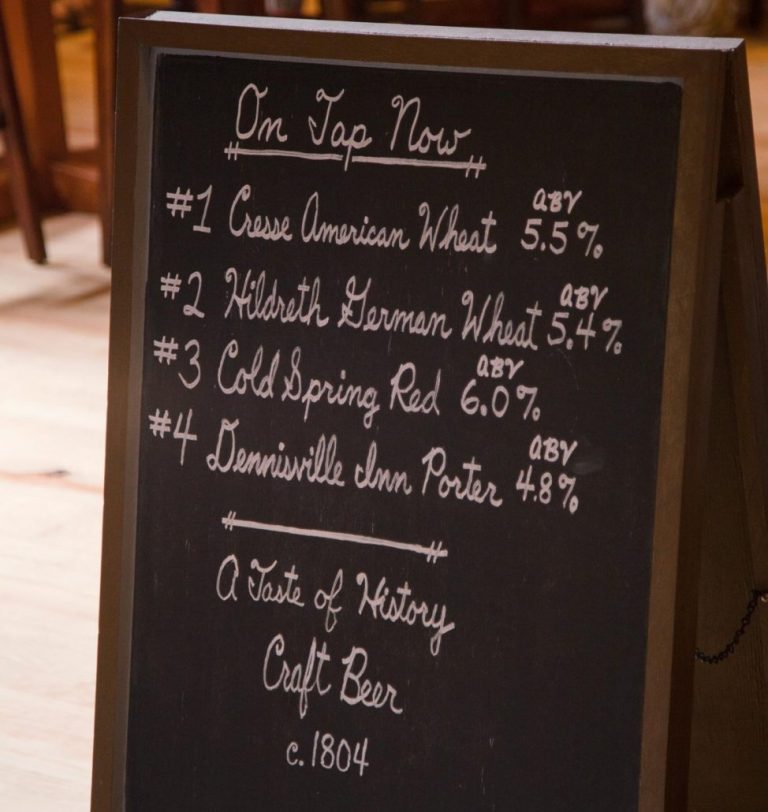 On Tap Now
#1 Cresse American Wheat ABV 5.5%
#2 Hildreth German Wheat ABV 5.4%
#3 Cold Spring Red ABV 6.0%
#4 Dennisville Inn Porter ABV 4.8%
A Taste of History
Craft Beer
c.1804